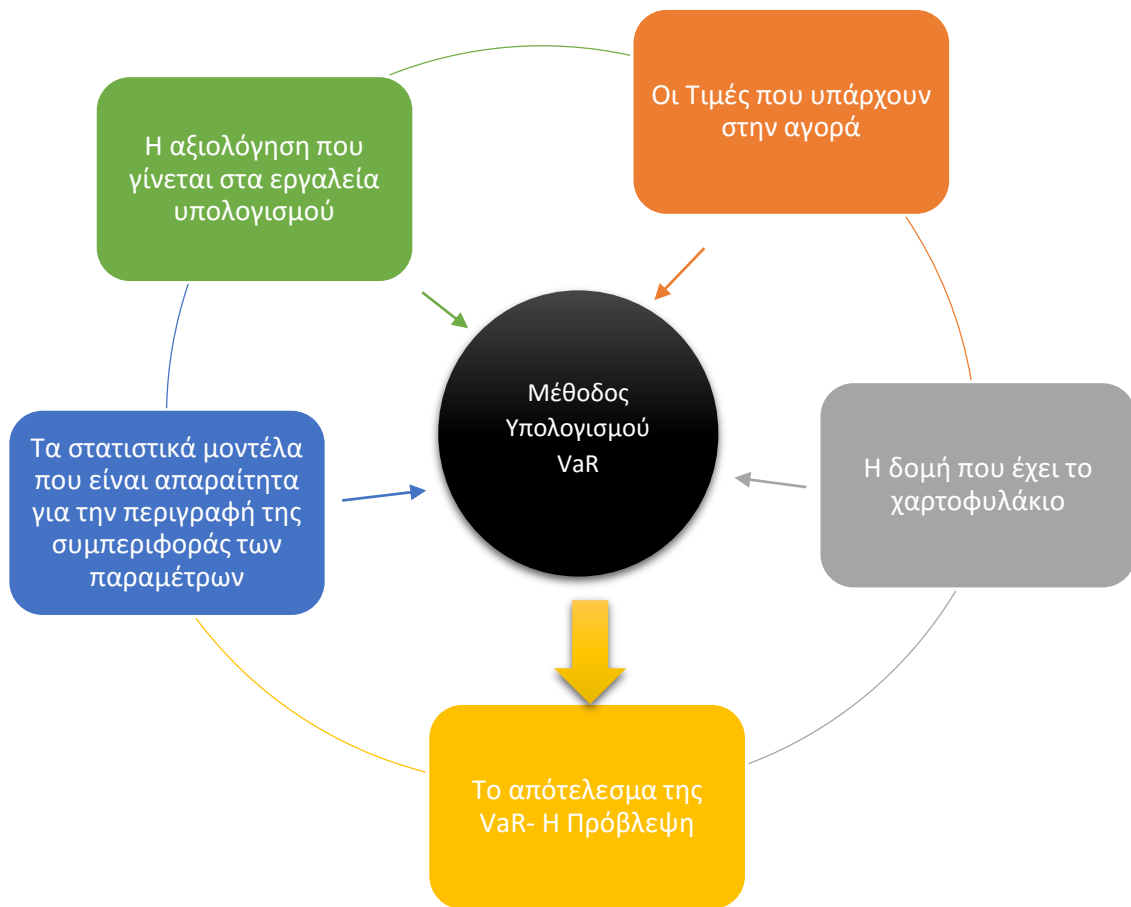 Οι Τιμές που υπάρχουν
στην αγορά
Η αξιολόγηση που
γίνεται στα εργαλεία
υπολογισμού
Μέθοδος
Υπολογισμού
VaR
Τα στατιστικά μοντέλα
που είναι απαραίτητα
για την περιγραφή της
συμπεριφοράς των
παραμέτρων
Η δομή που έχει το
χαρτοφυλάκιο
Το απότελεσμα της
VaR- Η Πρόβλεψη